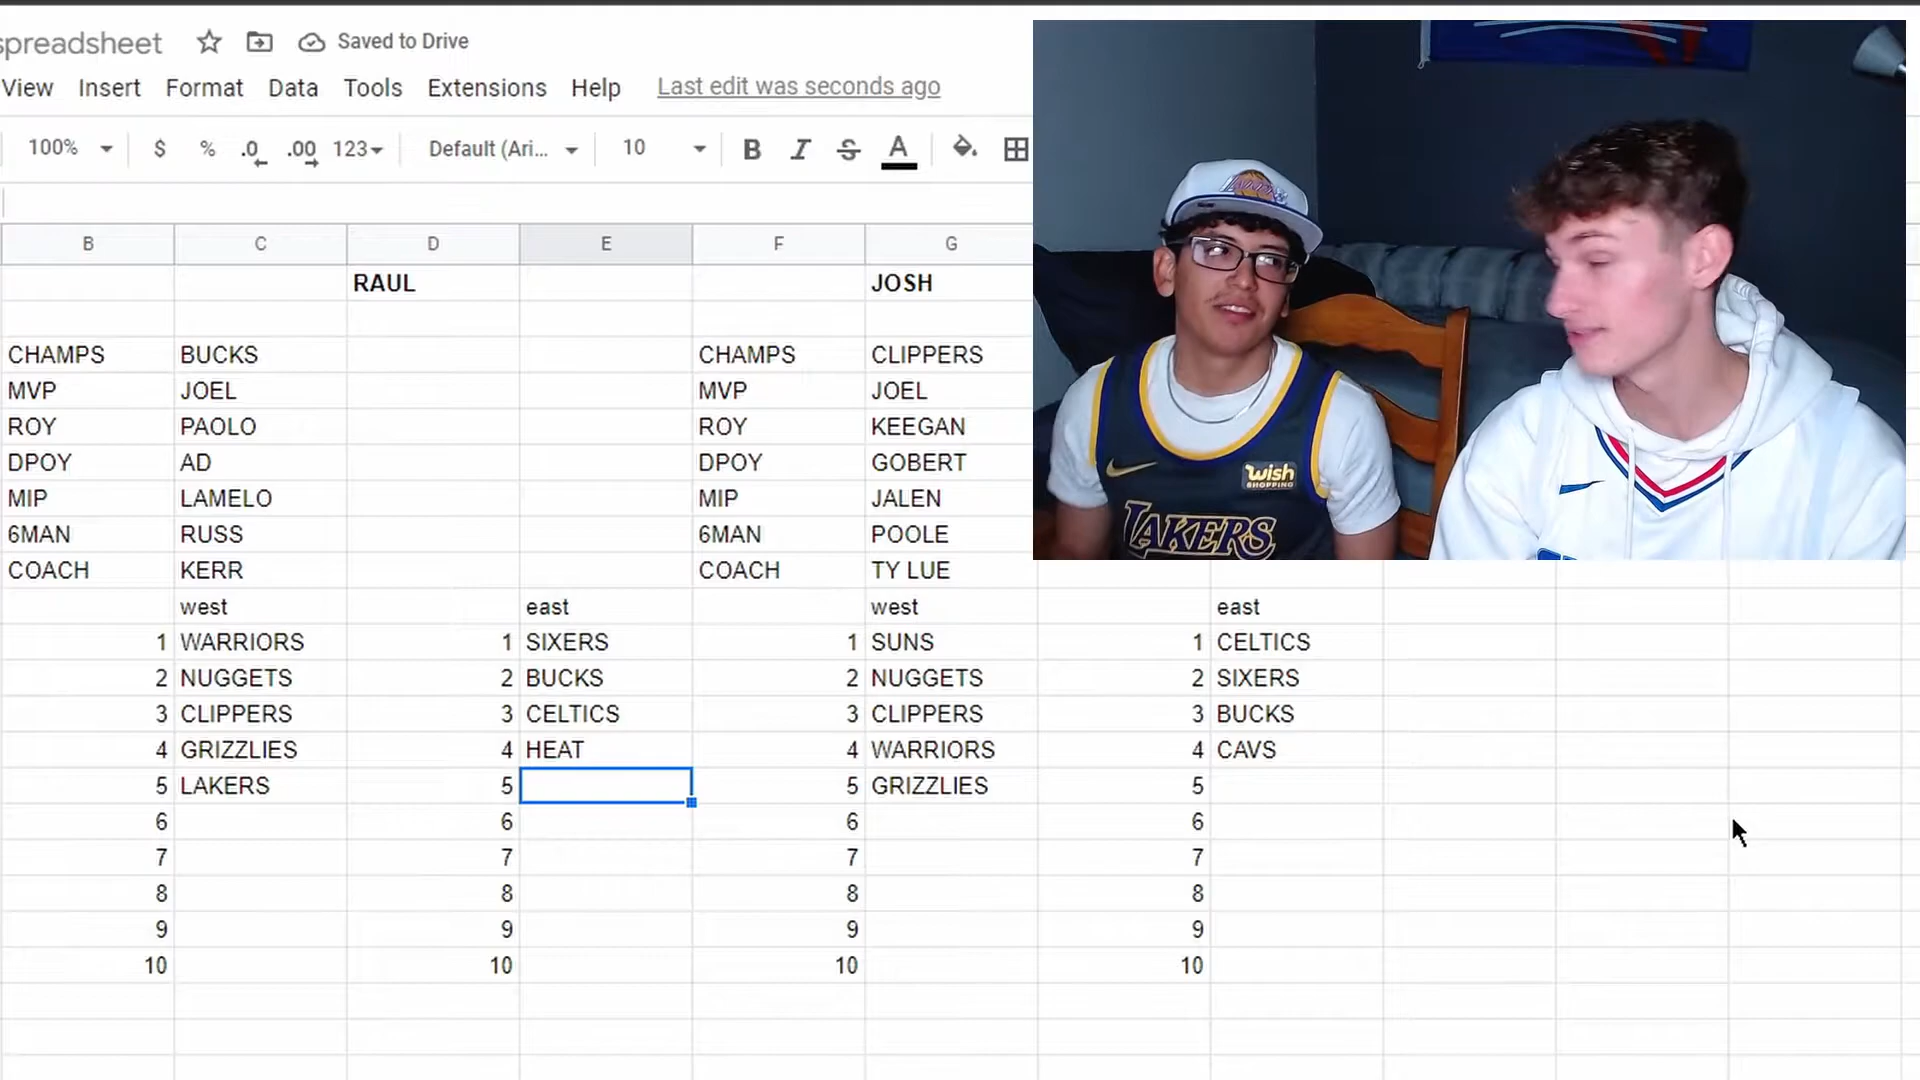 spreadsheet Saved to Drive
View Insert Format Data Tools Extensions Help Last edit was seconds ago
100% $ % .0 .00 123 Default (Ari... 10 B I S A
B C D E F G
RAUL JOSH
CHAMPS BUCKS CHAMPS CLIPPERS
MVP JOEL MVP JOEL
ROY PAOLO ROY KEEGAN
DPOY AD DPOY GOBERT
MIP LAMELO MIP JALEN
6MAN RUSS 6MAN POOLE
COACH KERR COACH TY LUE
west east west east
1 WARRIORS 1 SIXERS 1 SUNS 1 CELTICS
2 NUGGETS 2 BUCKS 2 NUGGETS 2 SIXERS
3 CLIPPERS 3 CELTICS 3 CLIPPERS 3 BUCKS
4 GRIZZLIES 4 HEAT 4 WARRIORS 4 CAVS
5 LAKERS 5 5 GRIZZLIES 5
6 6 6 6
7 7 7 7
8 8 8 8
9 9 9 9
10 10 10 10
LAKERS
wish
SHOPPING
LAKERS